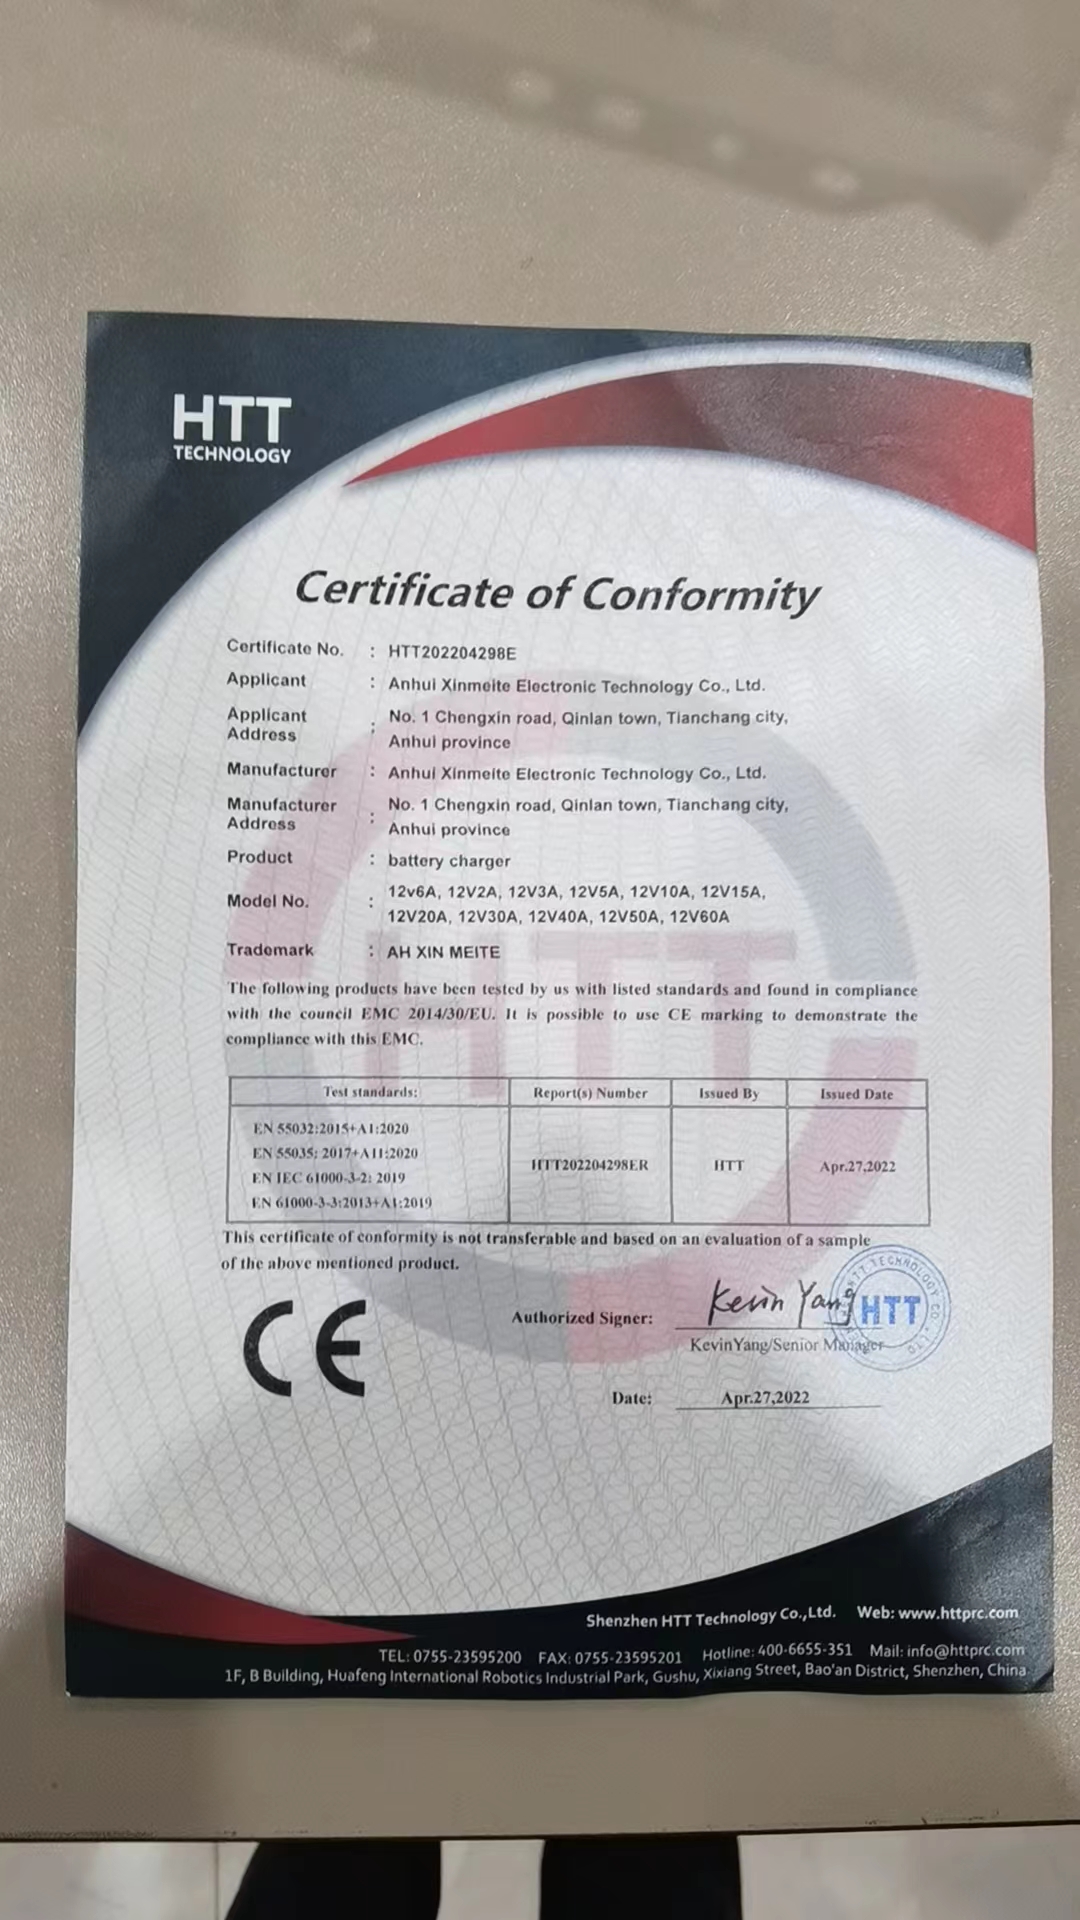 HTT
TECHNOLOGY
Certificate of Conformity
Certificate No. : HTT202204298E
Applicant : Anhui Xinmeite Electronic Technology Co., Ltd.
Applicant Address : No. 1 Chengxin road, Qinlan town, Tianchang city,
Anhui province
Manufacturer : Anhui Xinmeite Electronic Technology Co., Ltd.
Manufacturer Address : No. 1 Chengxin road, Qinlan town, Tianchang city,
Anhui province
Product : battery charger
Model No. : 12v6A, 12V2A, 12V3A, 12V5A, 12V10A, 12V15A,
12V20A, 12V30A, 12V40A, 12V50A, 12V60A
Trademark : AH XIN MEITE
The following products have been tested by us with listed standards and found in compliance
with the council EMC 2014/30/EU. It is possible to use CE marking to demonstrate the
compliance with this EMC.
Test standards: Report(s) Number Issued By Issued Date
EN 55032:2015+A1:2020
EN 55035: 2017+A11:2020
EN IEC 61000-3-2: 2019
EN 61000-3-3:2013+A1:2019
HTT202204298ER HTT Apr.27,2022
This certificate of conformity is not transferable and based on an evaluation of a sample
of the above mentioned product.
CE
Authorized Signer: Kevin Yang
KevinYang/Senior Manager
HTT
HTT TECHNOLOGY CO., LTD
Date: Apr.27,2022
Shenzhen HTT Technology Co.,Ltd. Web: www.httprc.com
TEL: 0755-23595200 FAX: 0755-23595201 Hotline: 400-6655-351 Mail: info@httprc.com
1F, B Building, Huafeng International Robotics Industrial Park, Gushu, Xixiang Street, Bao'an District, Shenzhen, China